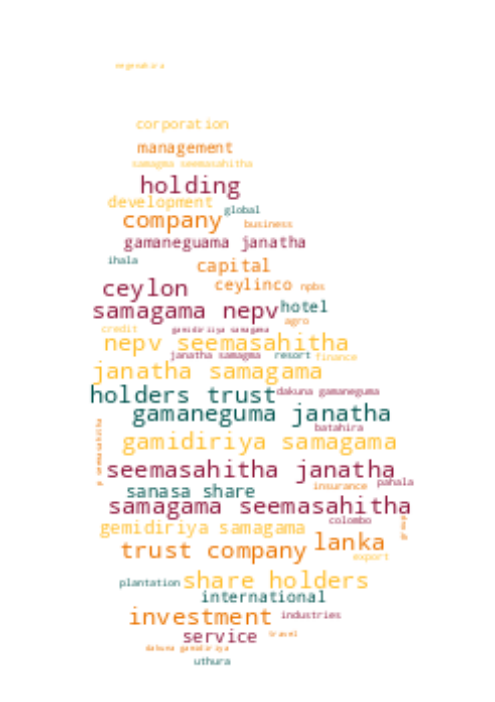 corporation
management
samagma seemasahitha
holding
development
global
company business
gamaneguama janatha
ihala
capital
ceylon ceylinco npbs
samagama nepv hotel
agro
credit gamidiriya samagama
nepv seemasahitha
janatha samagma resort finance
janatha samagama
holders trust dakuna gamaneguma
gamaneguma janatha
batahira
gamidiriya samagama
seemasahitha janatha
pahala
sanasa share insurance
samagama seemasahitha
colombo
gemidiriya samagama
group
trust company lanka
export
plantation share holders
international
investment industries
service travel
dakuna gamidiriya
uthura